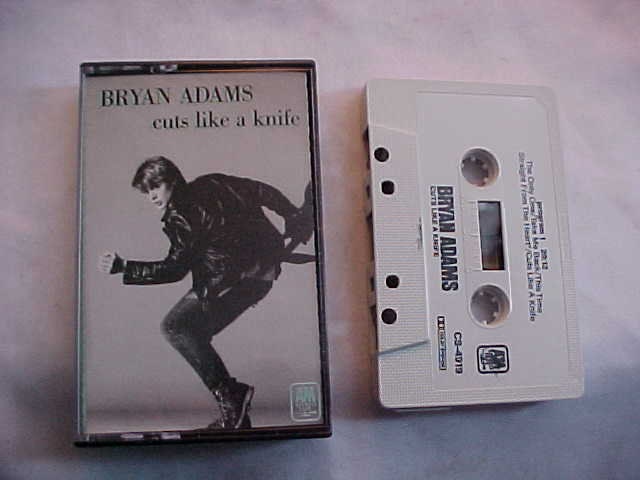 BRYAN ADAMS
cuts like a knife
A&M
BRYAN ADAMS
CUTS LIKE A KNIFE
The Only One/Take Me Back/This Time
Straight From The Heart/Cuts Like A Knife
CS-4919
A&M